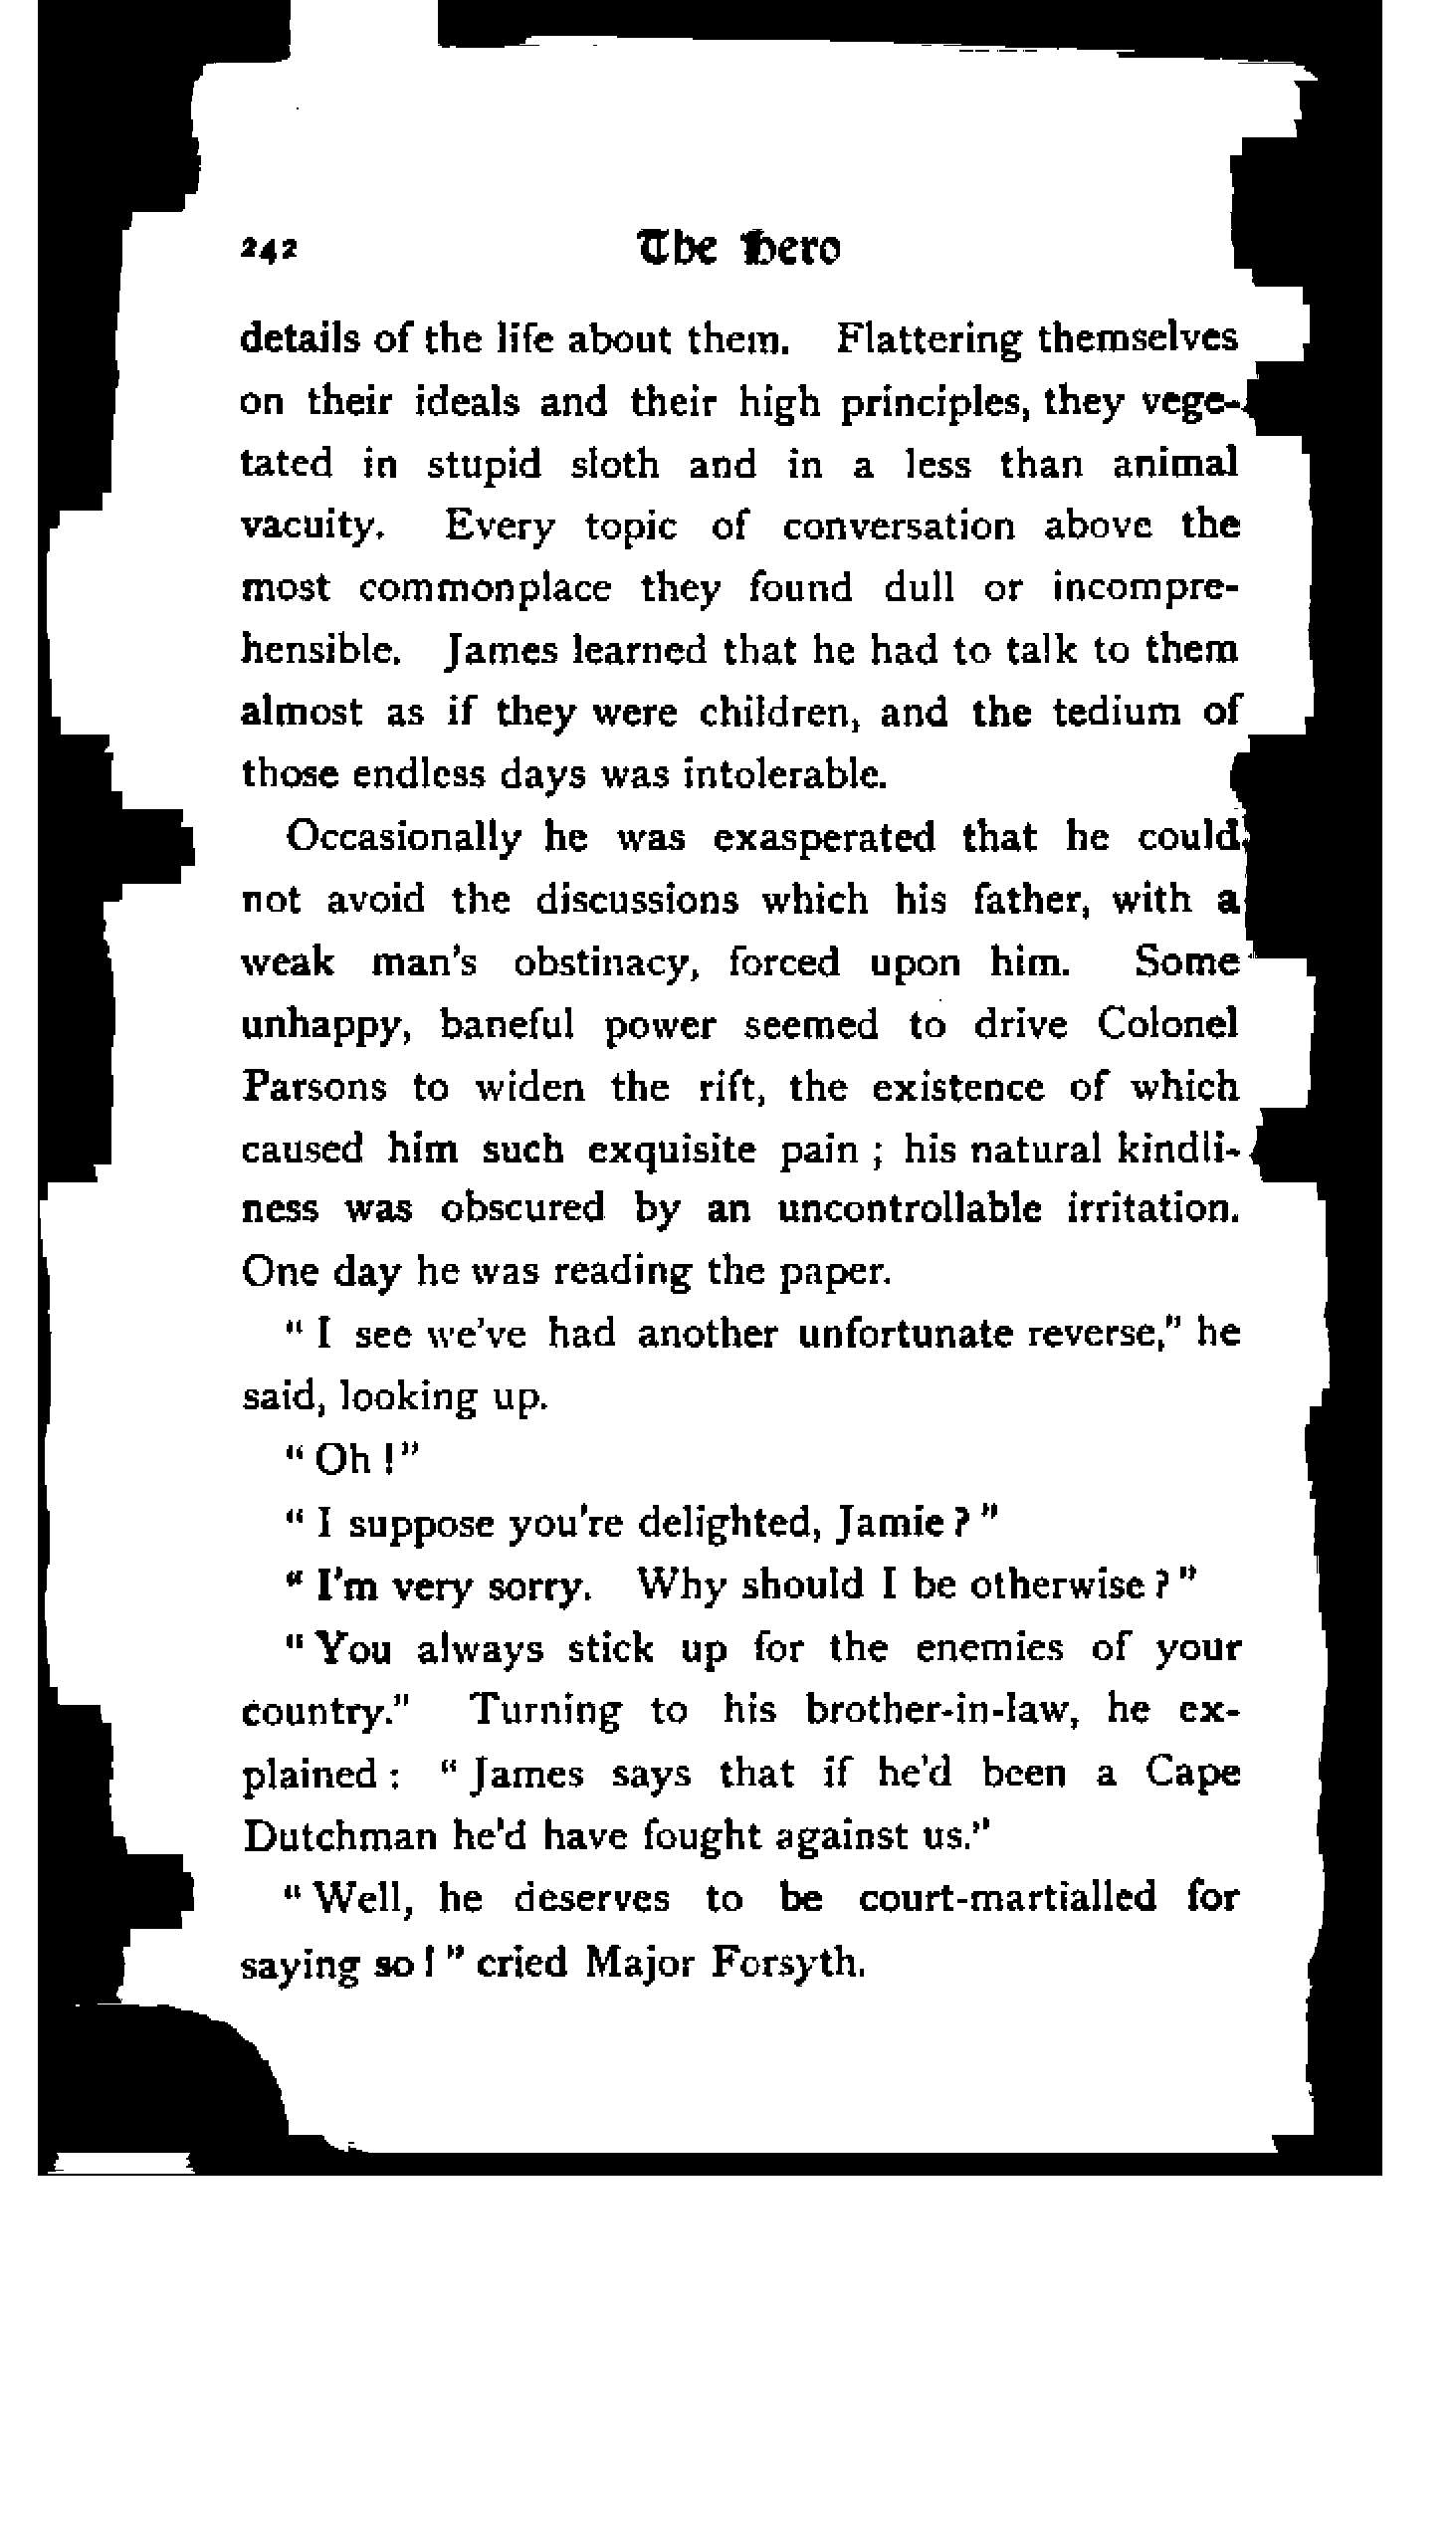 242 The Hero
details of the life about them. Flattering themselves
on their ideals and their high principles, they vege-
tated in stupid sloth and in a less than animal
vacuity. Every topic of conversation above the
most commonplace they found dull or incompre-
hensible. James learned that he had to talk to them
almost as if they were children, and the tedium of
those endless days was intolerable.
Occasionally he was exasperated that he could
not avoid the discussions which his father, with a
weak man's obstinacy, forced upon him. Some
unhappy, baneful power seemed to drive Colonel
Parsons to widen the rift, the existence of which
caused him such exquisite pain ; his natural kindli-
ness was obscured by an uncontrollable irritation.
One day he was reading the paper.
“ I see we've had another unfortunate reverse,” he
said, looking up.
“ Oh !”
“ I suppose you're delighted, Jamie ? ”
“ I'm very sorry. Why should I be otherwise ? ”
“ You always stick up for the enemies of your
country.” Turning to his brother-in-law, he ex-
plained : “ James says that if he'd been a Cape
Dutchman he'd have fought against us.”
“ Well, he deserves to be court-martialled for
saying so ! ” cried Major Forsyth.